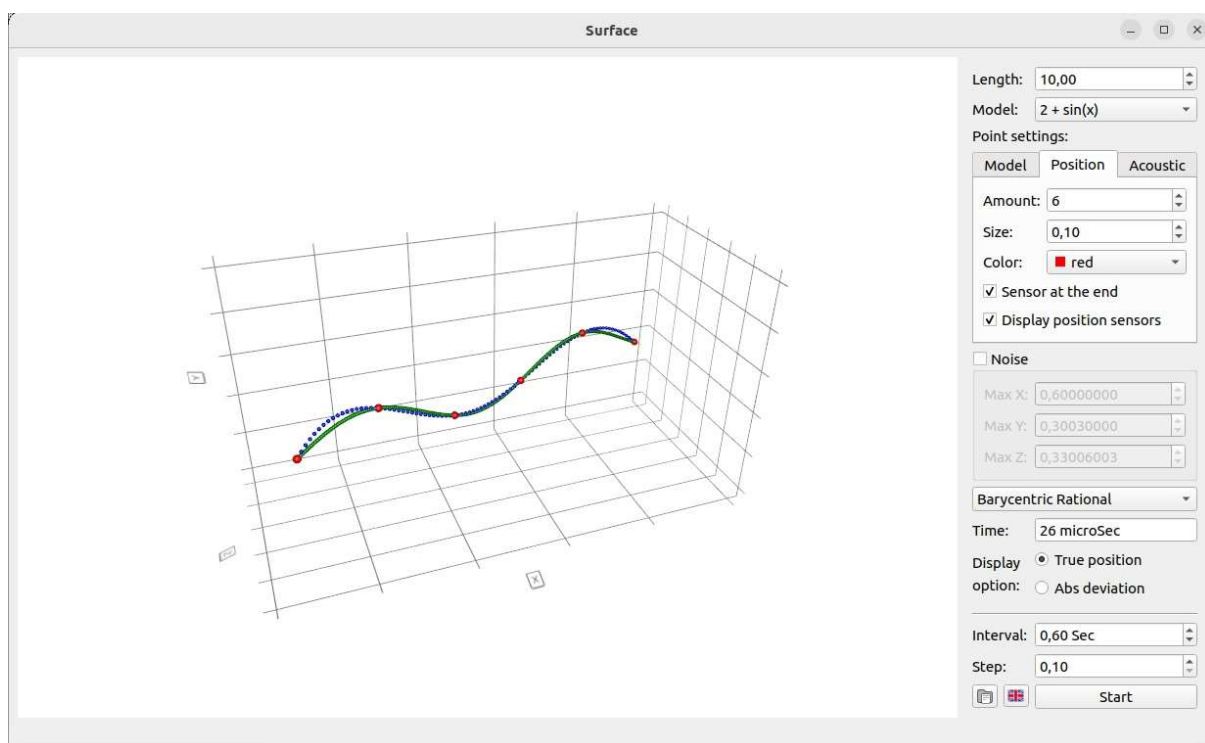 Surface
Length: 10,00
Model: 2 + sin(x)
Point settings:
Model Position Acoustic
Amount: 6
Size: 0,10
Color: red
Sensor at the end
Display position sensors
Noise
Max X: 0,60000000
Max Y: 0,30030000
Max Z: 0,33006003
Barycentric Rational
Time: 26 microSec
Display option:
True position
Abs deviation
Interval: 0,60 Sec
Step: 0,10
Start
Y
Z
X